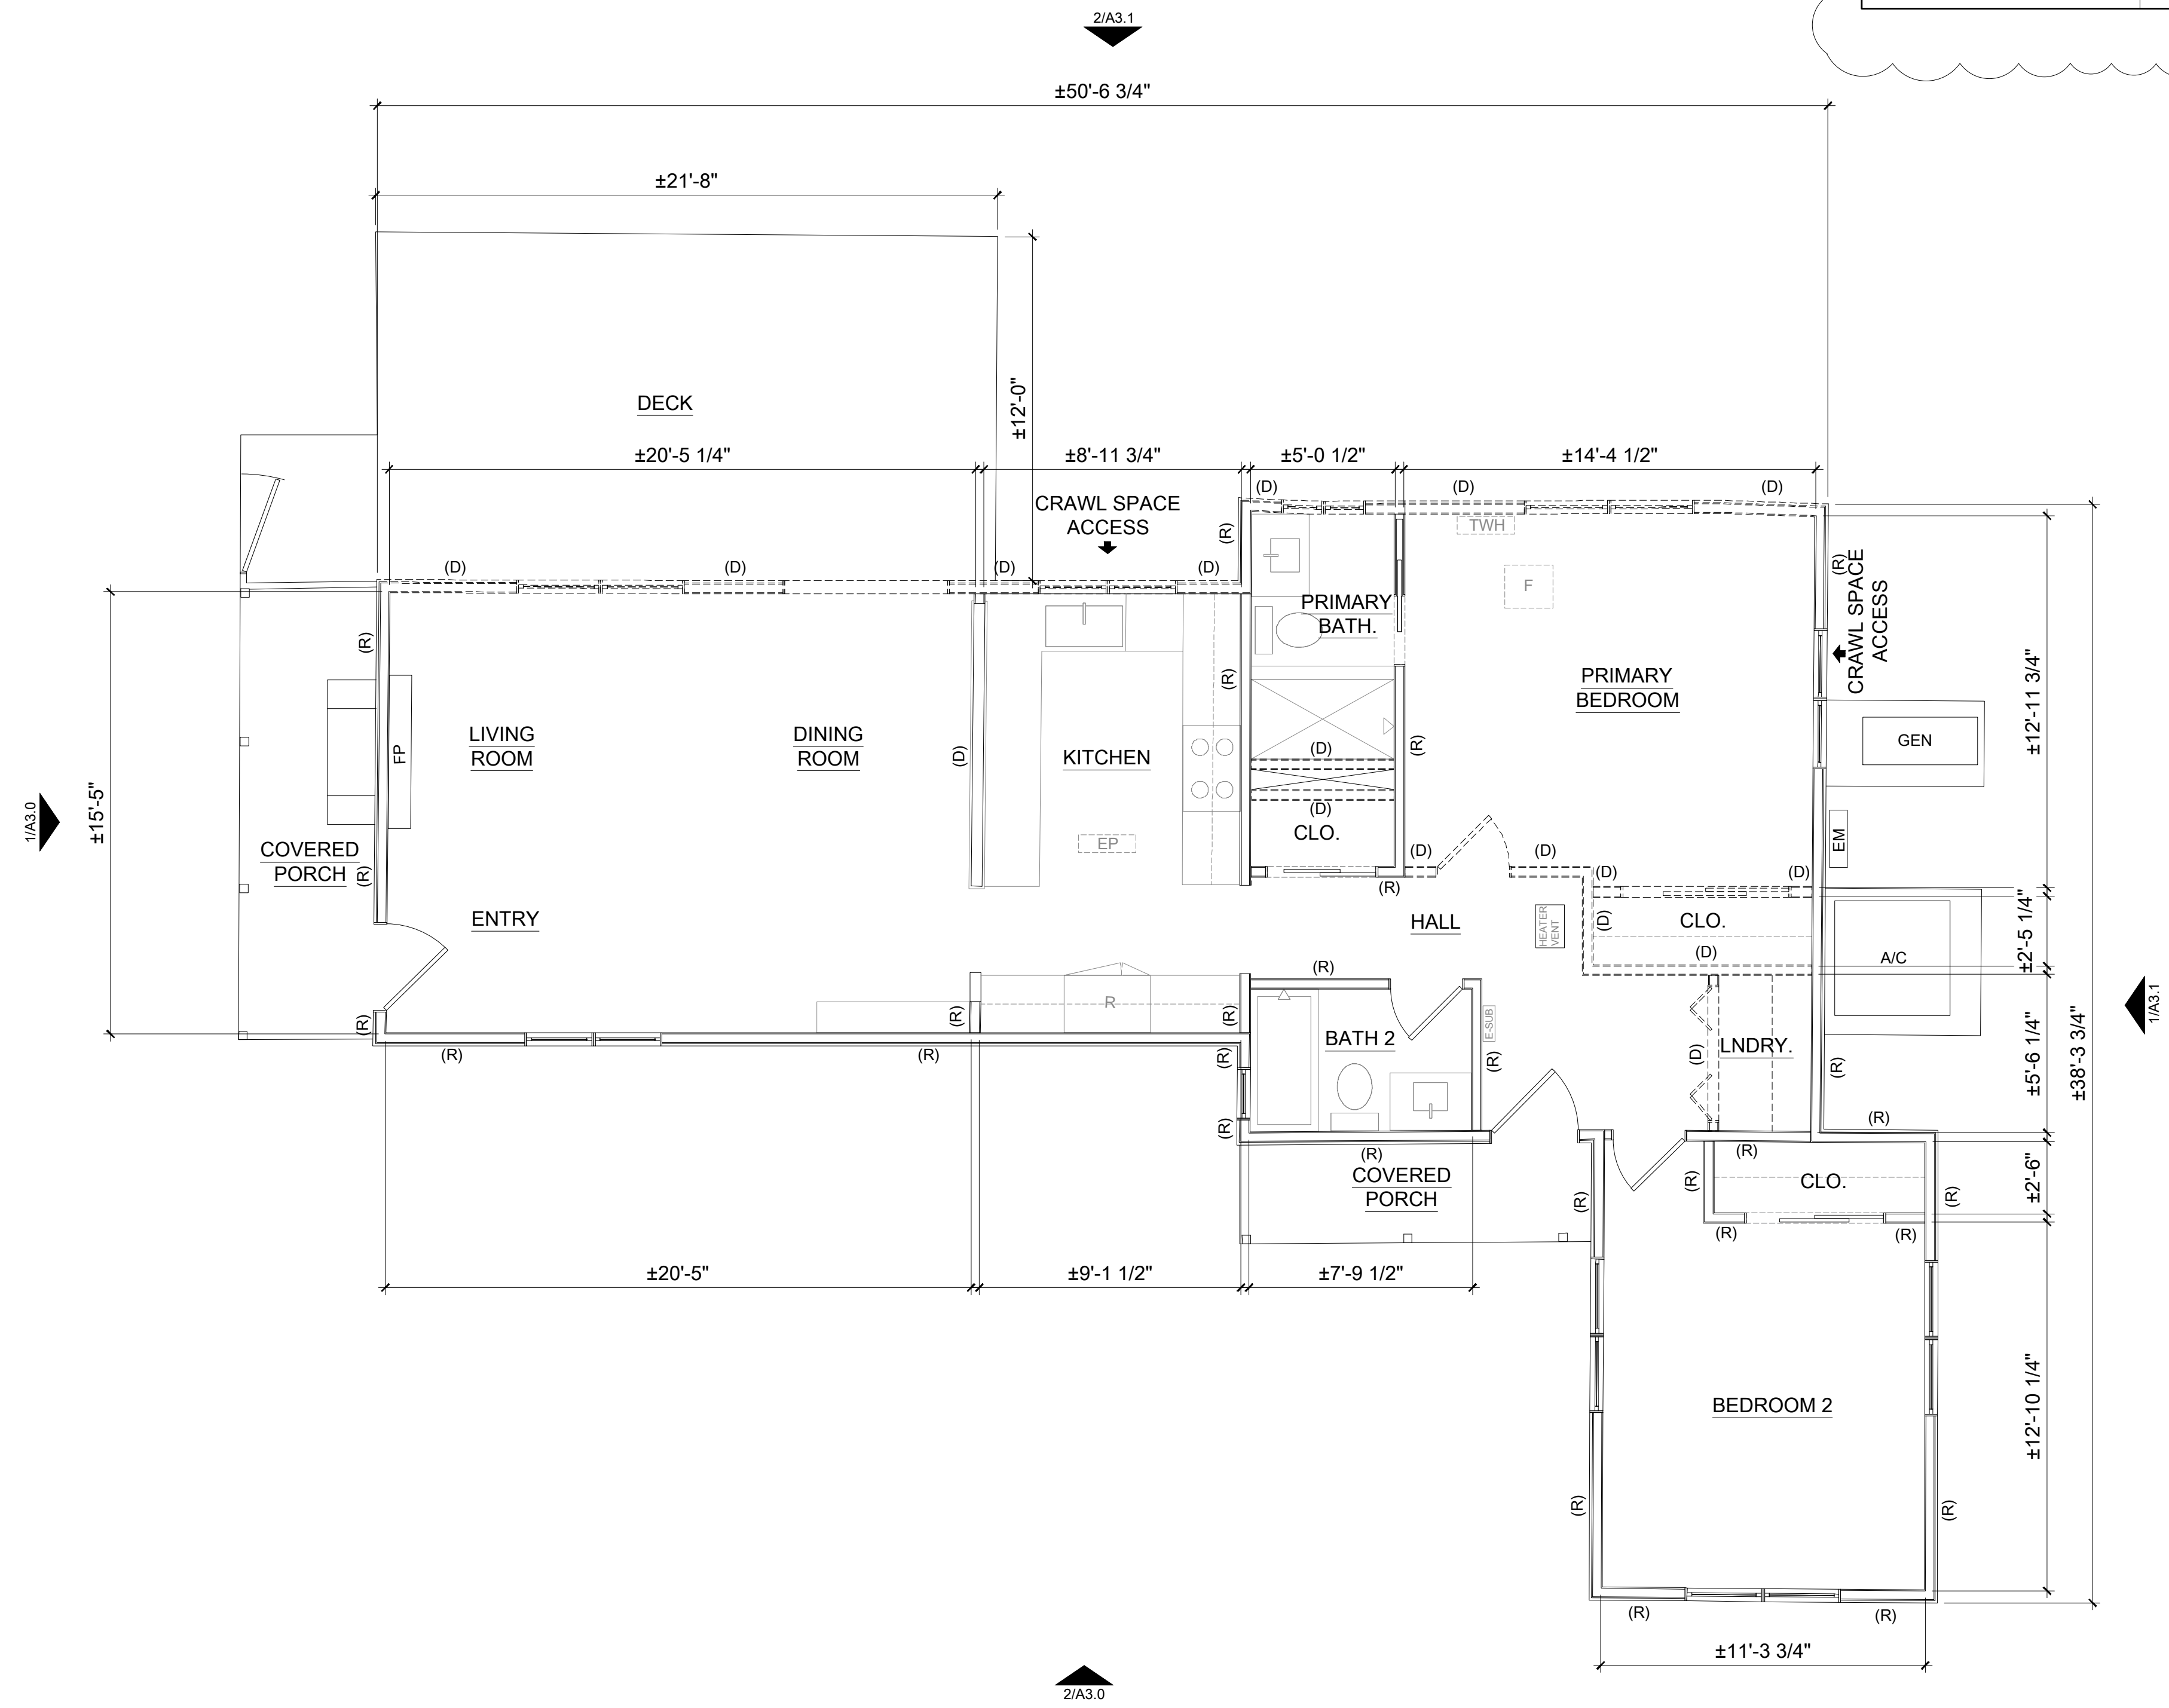 2/A3.1
±50'-6 3/4"
±21'-8"
DECK
±12'-0"
±20'-5 1/4"
±8'-11 3/4"
±5'-0 1/2"
±14'-4 1/2"
CRAWL SPACE
ACCESS
(D)
(D)
(D)
(R)
TWH
(D)
(D)
(D)
(D)
(R)
CRAWL SPACE
ACCESS
F
PRIMARY
BATH.
(R)
(R)
PRIMARY
BEDROOM
±12'-11 3/4"
LIVING
ROOM
DINING
ROOM
FP
(D)
KITCHEN
(D)
(R)
GEN
1/A3.0
±15'-5"
(D)
CLO.
EP
EM
COVERED
PORCH
(R)
(D)
(D)
(D)
(D)
(R)
ENTRY
HALL
HEATER
VENT
(D)
CLO.
±2'-5 1/4"
(D)
A/C
(R)
R
(R)
(R)
(R)
E-SUB
1/A3.1
BATH 2
LNDRY.
(R)
(R)
(R)
(R)
(D)
(R)
±5'-6 1/4"
±38'-3 3/4"
(R)
(R)
(R)
(R)
COVERED
PORCH
(R)
(R)
CLO.
(R)
±2'-6"
(R)
(R)
±20'-5"
±9'-1 1/2"
±7'-9 1/2"
BEDROOM 2
±12'-10 1/4"
(R)
(R)
(R)
(R)
±11'-3 3/4"
2/A3.0